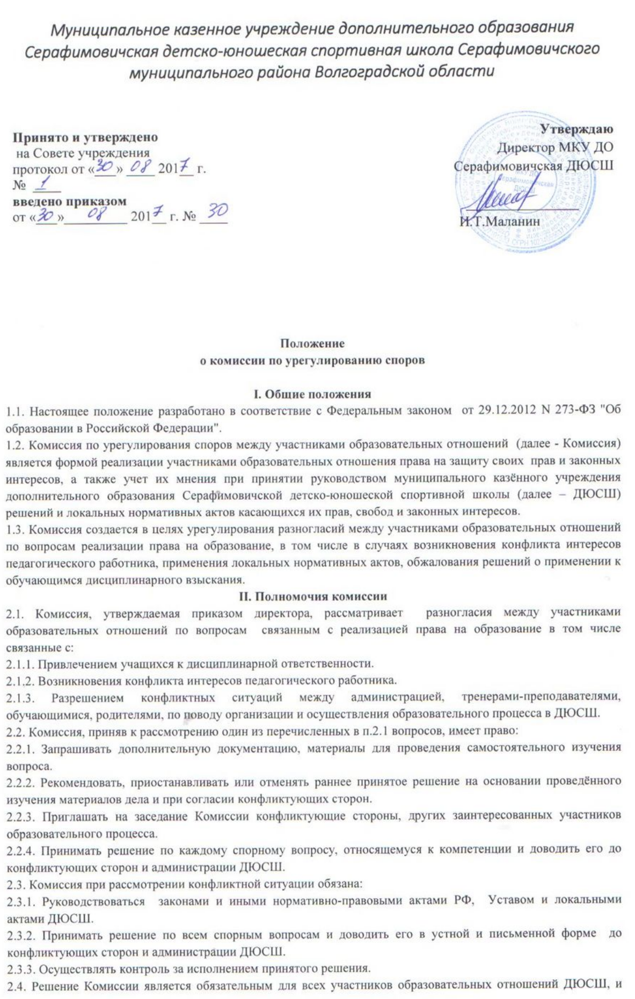 Муниципальное казенное учреждение дополнительного образования
Серафимовичская детско-юношеская спортивная школа Серафимовичского
муниципального района Волгоградской области
Принято и утверждено
на Совете учреждения
протокол от «30» 08 2017 г.
№ 1
введено приказом
от «30» 08 2017 г. № 30
Утверждаю
Директор МКУ ДО
Серафимовичская ДЮСШ
МКУ ДО
Серафимовичская
ДЮСШ
И.Т.Маланин
Положение
о комиссии по урегулированию споров
I. Общие положения
1.1. Настоящее положение разработано в соответствие с Федеральным законом от 29.12.2012 N 273-ФЗ "Об
образовании в Российской Федерации".
1.2. Комиссия по урегулирования споров между участниками образовательных отношений (далее - Комиссия)
является формой реализации участниками образовательных отношения права на защиту своих прав и законных
интересов, а также учет их мнения при принятии руководством муниципального казённого учреждения
дополнительного образования Серафимовичской детско-юношеской спортивной школы (далее – ДЮСШ)
решений и локальных нормативных актов касающихся их прав, свобод и законных интересов.
1.3. Комиссия создается в целях урегулирования разногласий между участниками образовательных отношений
по вопросам реализации права на образование, в том числе в случаях возникновения конфликта интересов
педагогического работника, применения локальных нормативных актов, обжалования решений о применении к
обучающимся дисциплинарного взыскания.
II. Полномочия комиссии
2.1. Комиссия, утверждаемая приказом директора, рассматривает разногласия между участниками
образовательных отношений по вопросам связанным с реализацией права на образование в том числе
связанные с:
2.1.1. Привлечением учащихся к дисциплинарной ответственности.
2.1.2. Возникновения конфликта интересов педагогического работника.
2.1.3. Разрешением конфликтных ситуаций между администрацией, тренерами-преподавателями,
обучающимися, родителями, по поводу организации и осуществления образовательного процесса в ДЮСШ.
2.2. Комиссия, приняв к рассмотрению один из перечисленных в п.2.1 вопросов, имеет право:
2.2.1. Запрашивать дополнительную документацию, материалы для проведения самостоятельного изучения
вопроса.
2.2.2. Рекомендовать, приостанавливать или отменять раннее принятое решение на основании проведённого
изучения материалов дела и при согласии конфликтующих сторон.
2.2.3. Приглашать на заседание Комиссии конфликтующие стороны, других заинтересованных участников
образовательного процесса.
2.2.4. Принимать решение по каждому спорному вопросу, относящемуся к компетенции и доводить его до
конфликтующих сторон и администрации ДЮСШ.
2.3. Комиссия при рассмотрении конфликтной ситуации обязана:
2.3.1. Руководствоваться законами и иными нормативно-правовыми актами РФ, Уставом и локальными
актами ДЮСШ.
2.3.2. Принимать решение по всем спорным вопросам и доводить его в устной и письменной форме до
конфликтующих сторон и администрации ДЮСШ.
2.3.3. Осуществлять контроль за исполнением принятого решения.
2.4. Решение Комиссии является обязательным для всех участников образовательных отношений ДЮСШ, и